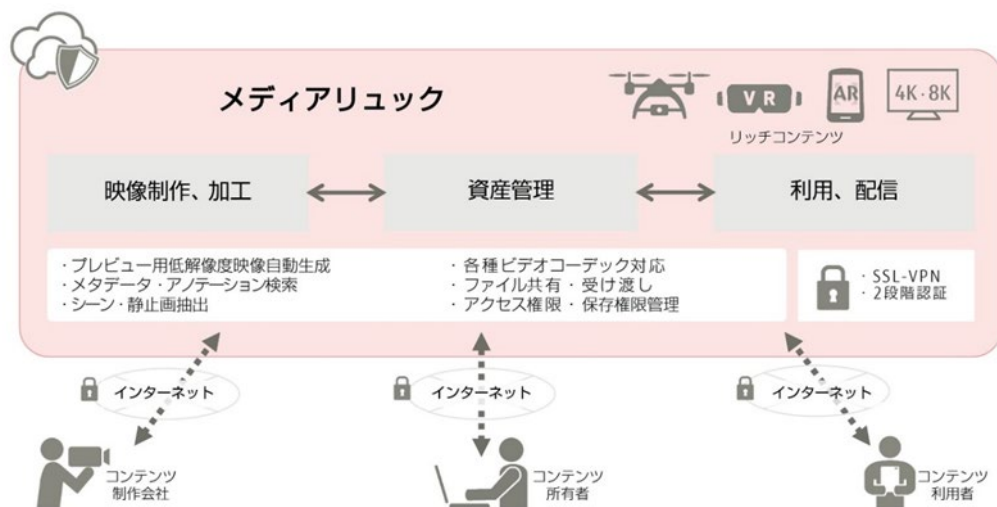 メディアリュック
VR
AR
4K・8K
リッチコンテンツ
映像制作、加工
資産管理
利用、配信
・プレビュー用低解像度映像自動生成
・メタデータ・アノテーション検索
・シーン・静止画抽出
・各種ビデオコーデック対応
・ファイル共有・受け渡し
・アクセス権限・保存権限管理
・SSL-VPN
・2段階認証
インターネット
インターネット
インターネット
コンテンツ
制作会社
コンテンツ
所有者
コンテンツ
利用者